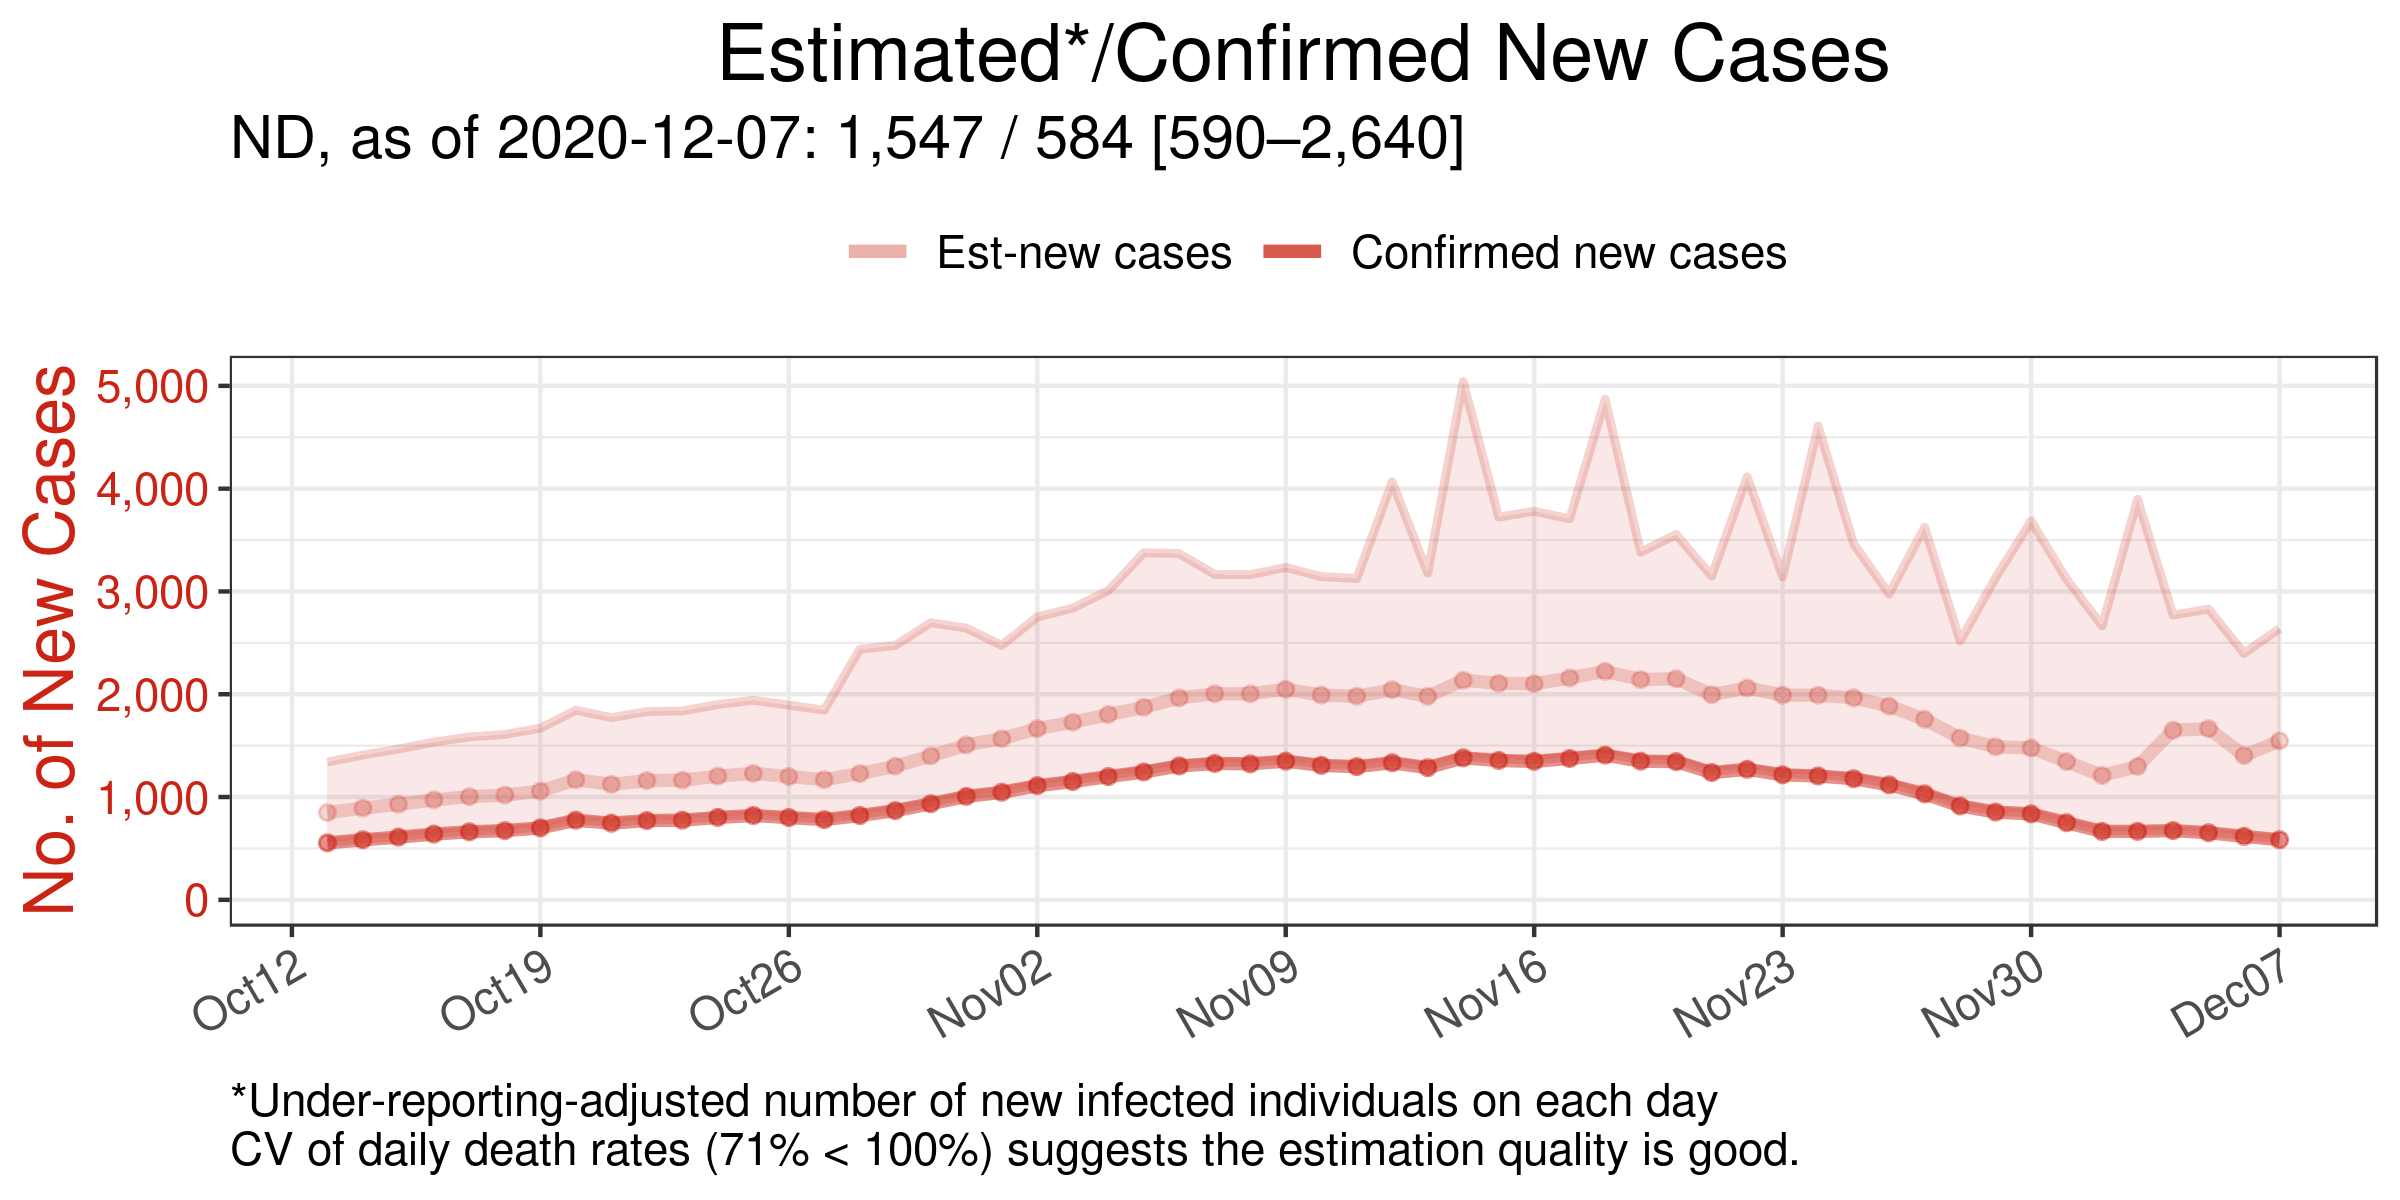 Estimated*/Confirmed New Cases
ND, as of 2020-12-07: 1,547 / 584 [590–2,640]
Est-new cases Confirmed new cases
No. of New Cases
5,000
4,000
3,000
2,000
1,000
0
Oct12 Oct19 Oct26 Nov02 Nov09 Nov16 Nov23 Nov30 Dec07
*Under-reporting-adjusted number of new infected individuals on each day
CV of daily death rates (71% < 100%) suggests the estimation quality is good.